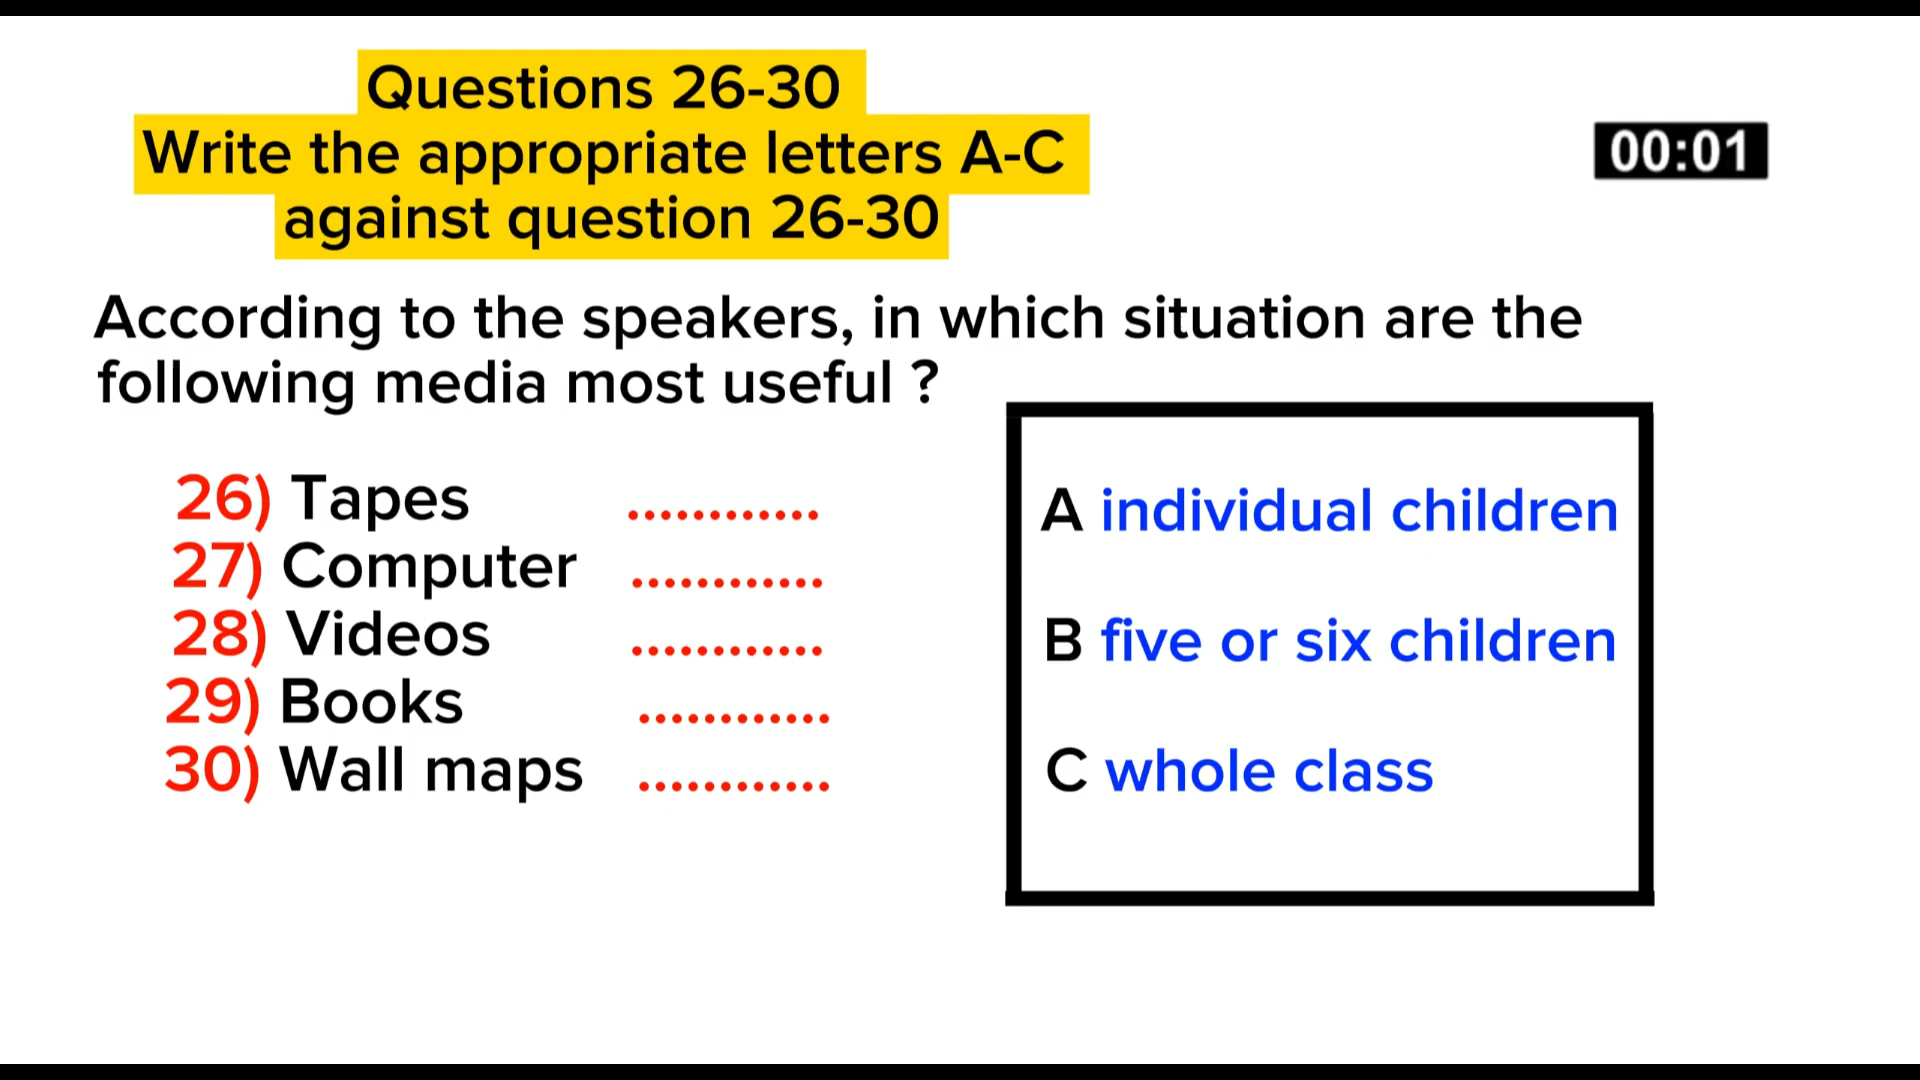 Questions 26-30
Write the appropriate letters A-C
against question 26-30
00:01
According to the speakers, in which situation are the
following media most useful ?
26) Tapes ............
27) Computer ............
28) Videos ............
29) Books ............
30) Wall maps ............
A individual children
B five or six children
C whole class